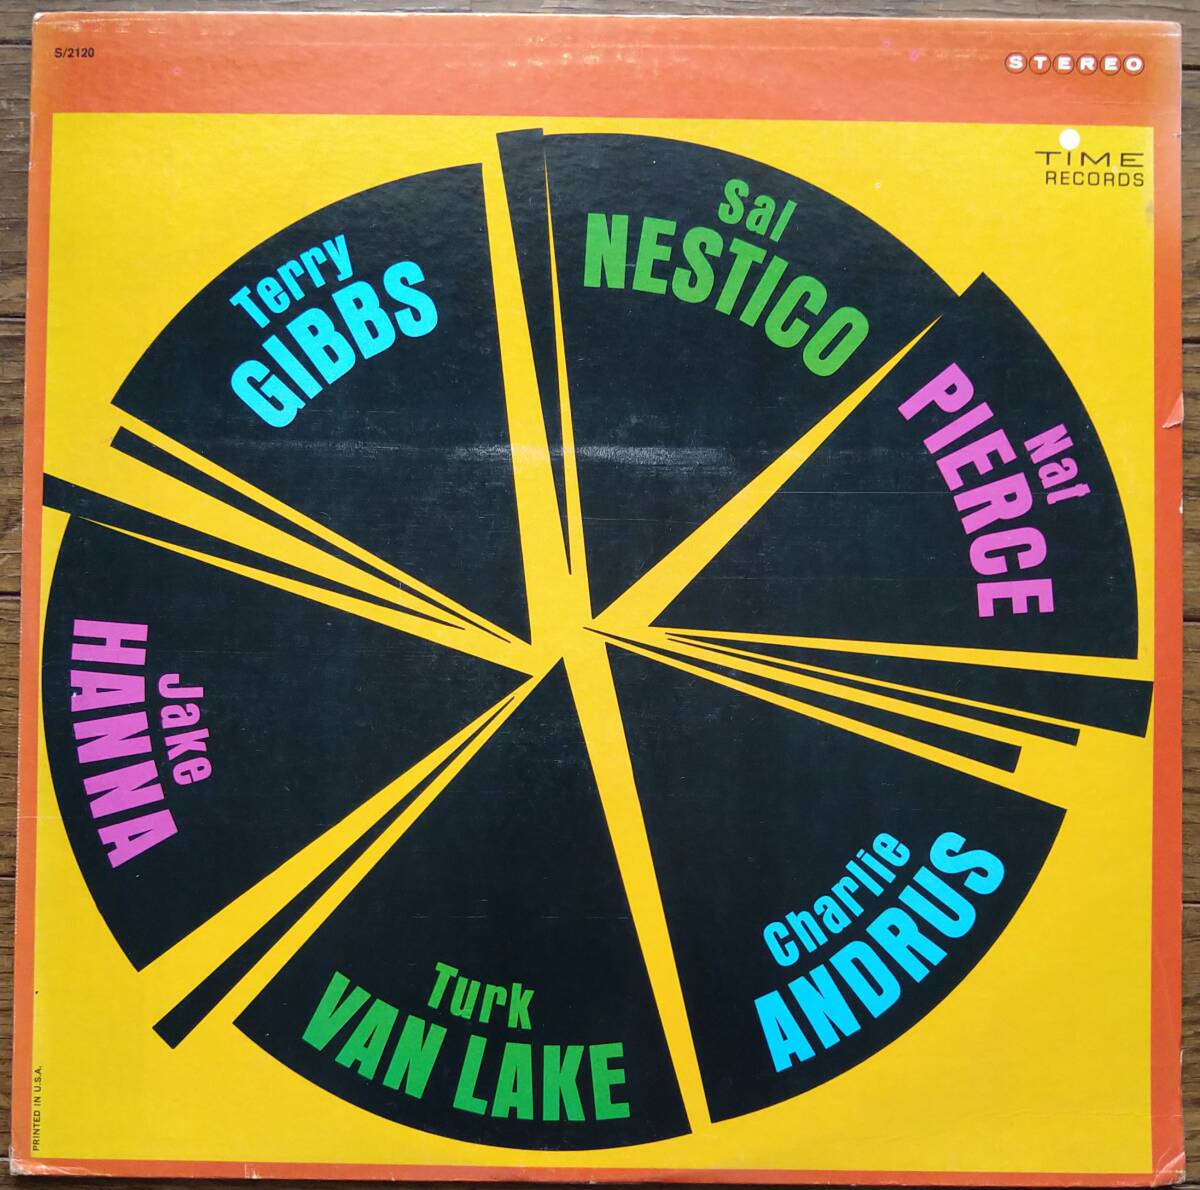 S/2120
STEREO
TIME
RECORDS
Terry
GIBBS
Sal
NESTICO
Nat
PIERCE
Jake
HANNA
Charlie
ANDRUS
Turk
VAN LAKE
PRINTED IN U.S.A.